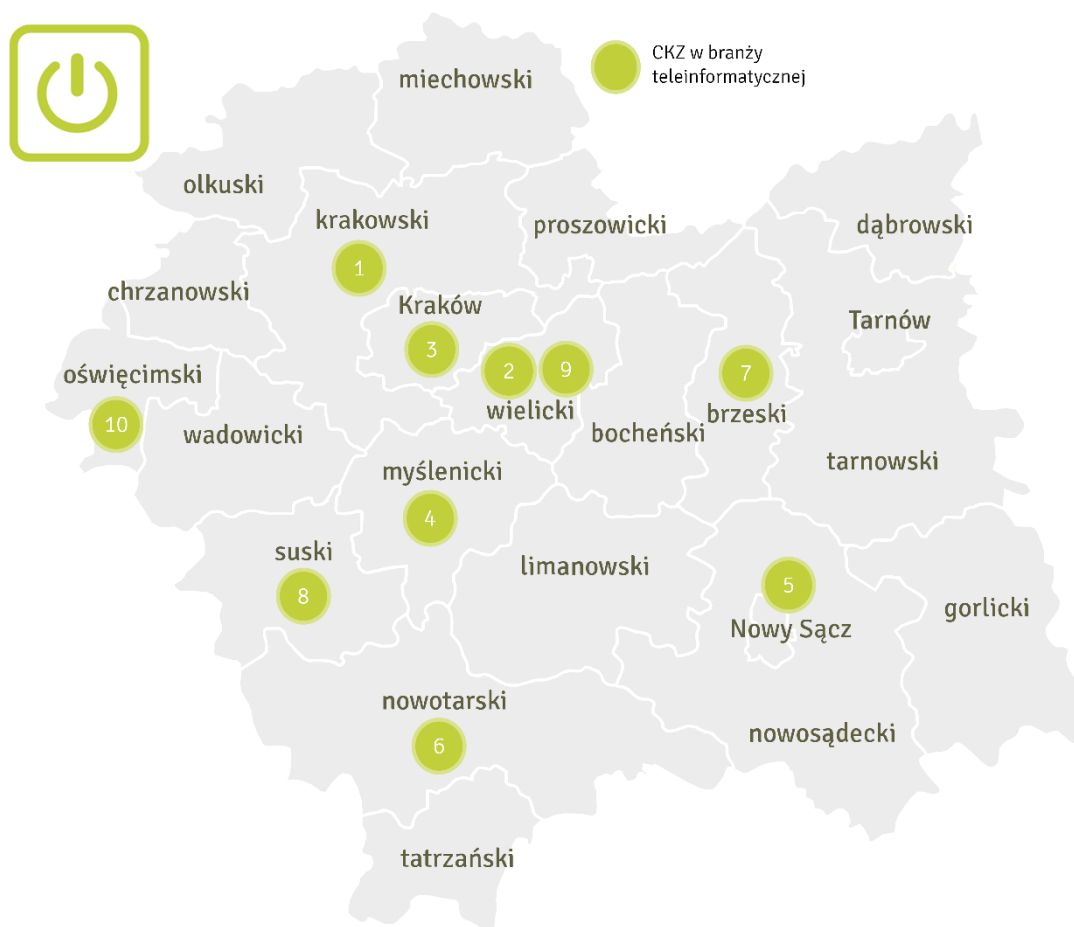 CKZ w branży
teleinformatycznej
miechowski
olkuski
krakowski
proszowicki
dąbrowski
1
chrzanowski
Kraków
Tarnów
3
oświęcimski
2
9
7
wielicki
brzeski
10
wadowicki
bocheński
tarnowski
myślenicki
4
suski
limanowski
5
8
gorlicki
Nowy Sącz
nowotarski
nowosądecki
6
tatrzański